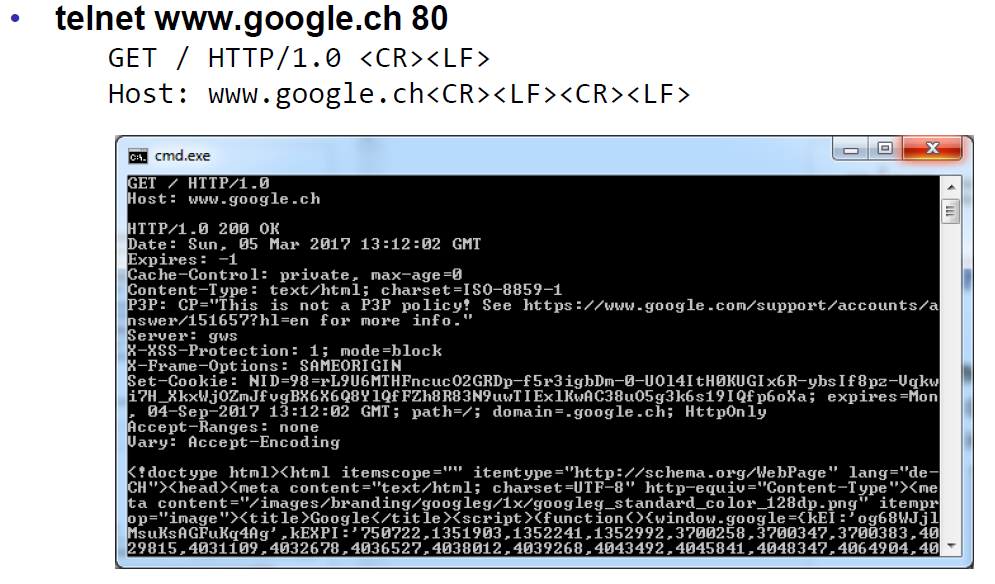 • telnet www.google.ch 80
GET / HTTP/1.0 <CR><LF>
Host: www.google.ch<CR><LF><CR><LF>
C:\. cmd.exe
GET / HTTP/1.0
Host: www.google.ch
HTTP/1.0 200 OK
Date: Sun, 05 Mar 2017 13:12:02 GMT
Expires: -1
Cache-Control: private, max-age=0
Content-Type: text/html; charset=ISO-8859-1
P3P: CP="This is not a P3P policy! See https://www.google.com/support/accounts/a
nswer/151657?hl=en for more info."
Server: gws
X-XSS-Protection: 1; mode=block
X-Frame-Options: SAMEORIGIN
Set-Cookie: NID=98=rL9U6MTHFncucO2GRDp-f5r3igbDm-0-UOl4ItH0KUGIx6R-ybsIf8pz-Vqkw
i7H_XkxWjOZmJfvgBX6X6Q8YlQfFZh8R83N9uwTIExlKwAC38uO5g3k6s19IQfp6oXa; expires=Mon
, 04-Sep-2017 13:12:02 GMT; path=/; domain=.google.ch; HttpOnly
Accept-Ranges: none
Vary: Accept-Encoding
<!doctype html><html itemscope="" itemtype="http://schema.org/WebPage" lang="de-
CH"><head><meta content="text/html; charset=UTF-8" http-equiv="Content-Type"><me
ta content="/images/branding/googleg/1x/googleg_standard_color_128dp.png" itempr
op="image"><title>Google</title><script>(function(){window.google={kEI:'og68WJjl
MsuKsAGFuKq4Ag',kEXPI:'750722,1351903,1352241,1352992,3700258,3700347,3700383,40
29815,4031109,4032678,4036527,4038012,4039268,4043492,4045841,4048347,4064904,40